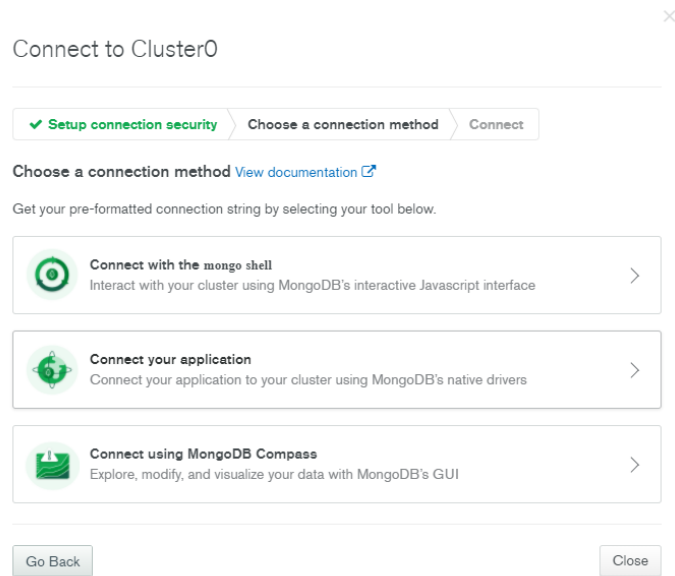 Connect to Cluster0
Setup connection security
Choose a connection method
Connect
Choose a connection method View documentation
Get your pre-formatted connection string by selecting your tool below.
Connect with the mongo shell
Interact with your cluster using MongoDB's interactive Javascript interface
Connect your application
Connect your application to your cluster using MongoDB's native drivers
Connect using MongoDB Compass
Explore, modify, and visualize your data with MongoDB's GUI
Go Back
Close